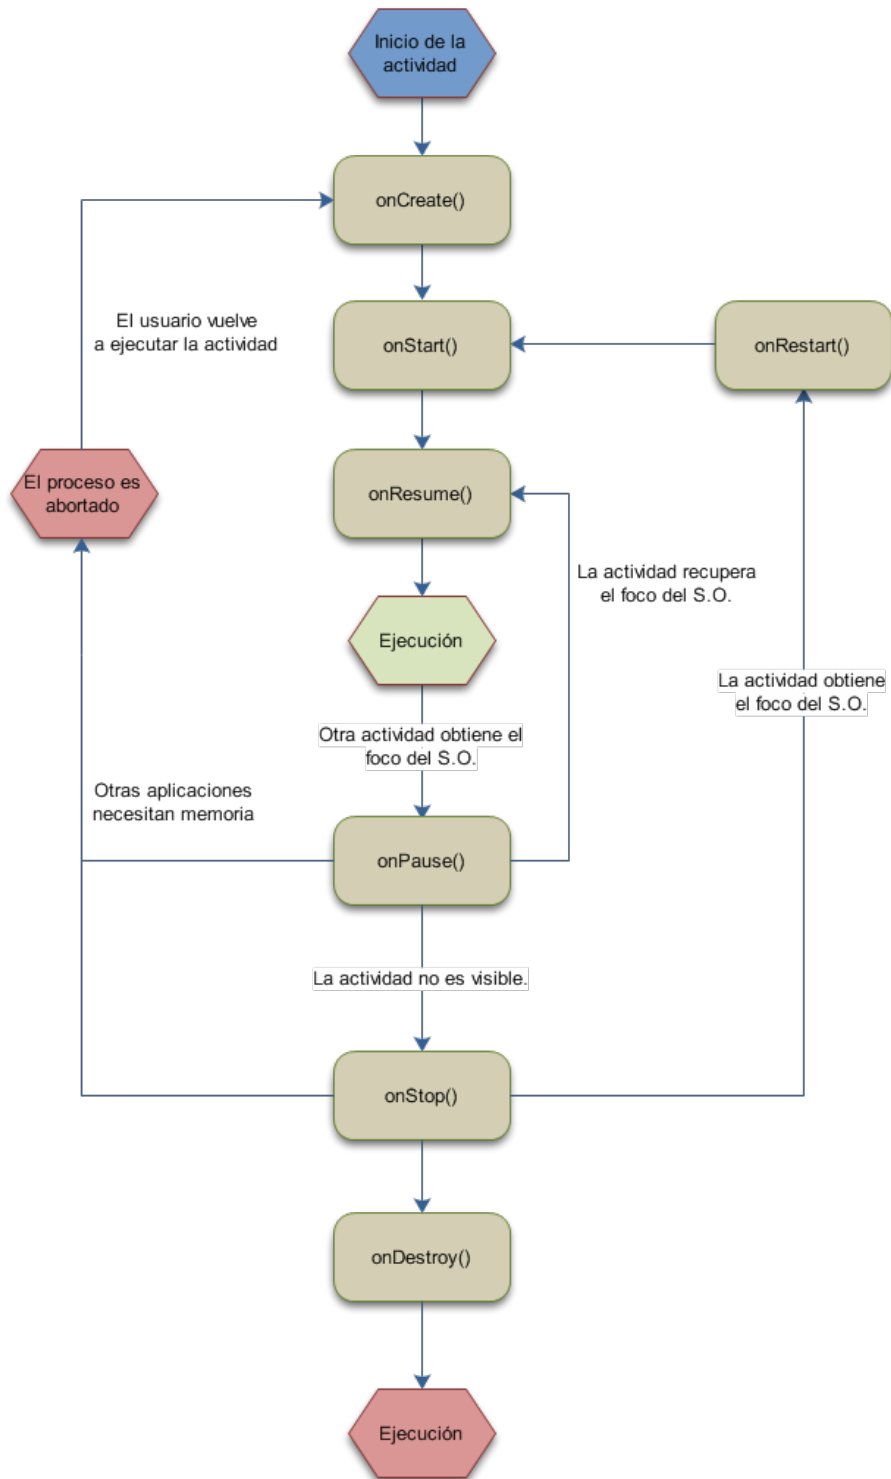 Inicio de la
actividad
onCreate()
El usuario vuelve
a ejecutar la actividad
onStart()
onRestart()
El proceso es
abortado
onResume()
La actividad recupera
el foco del S.O.
Ejecución
La actividad obtiene
el foco del S.O.
Otra actividad obtiene el
foco del S.O.
Otras aplicaciones
necesitan memoria
onPause()
La actividad no es visible.
onStop()
onDestroy()
Ejecución